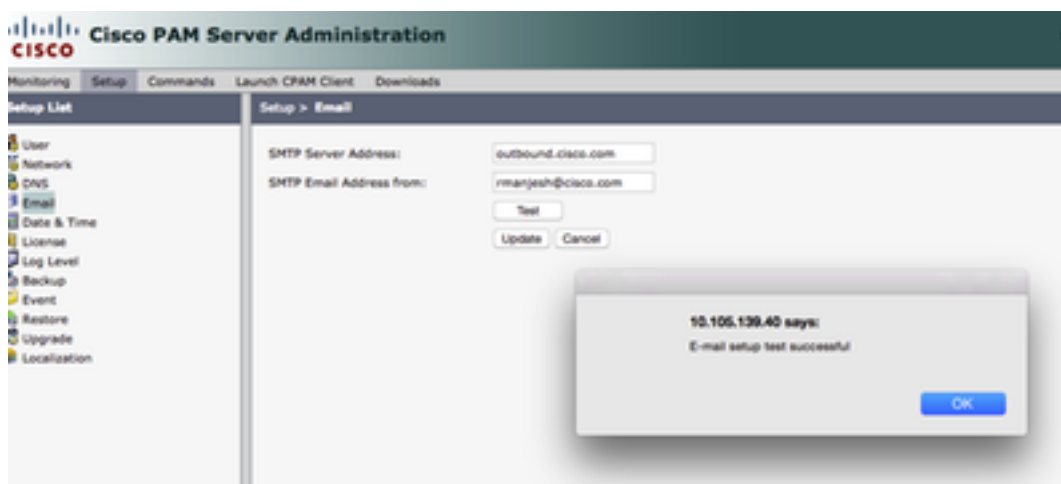 CISCO Cisco PAM Server Administration
Monitoring Setup Commands Launch CPAM Client Downloads
Setup List
Setup > Email
User
Network
DNS
Email
Date & Time
License
Log Level
Backup
Event
Restore
Upgrade
Localization
SMTP Server Address: outbound.cisco.com
SMTP Email Address from: rmanjesh@cisco.com
Test
Update Cancel
10.105.139.40 says:
E-mail setup test successful
OK